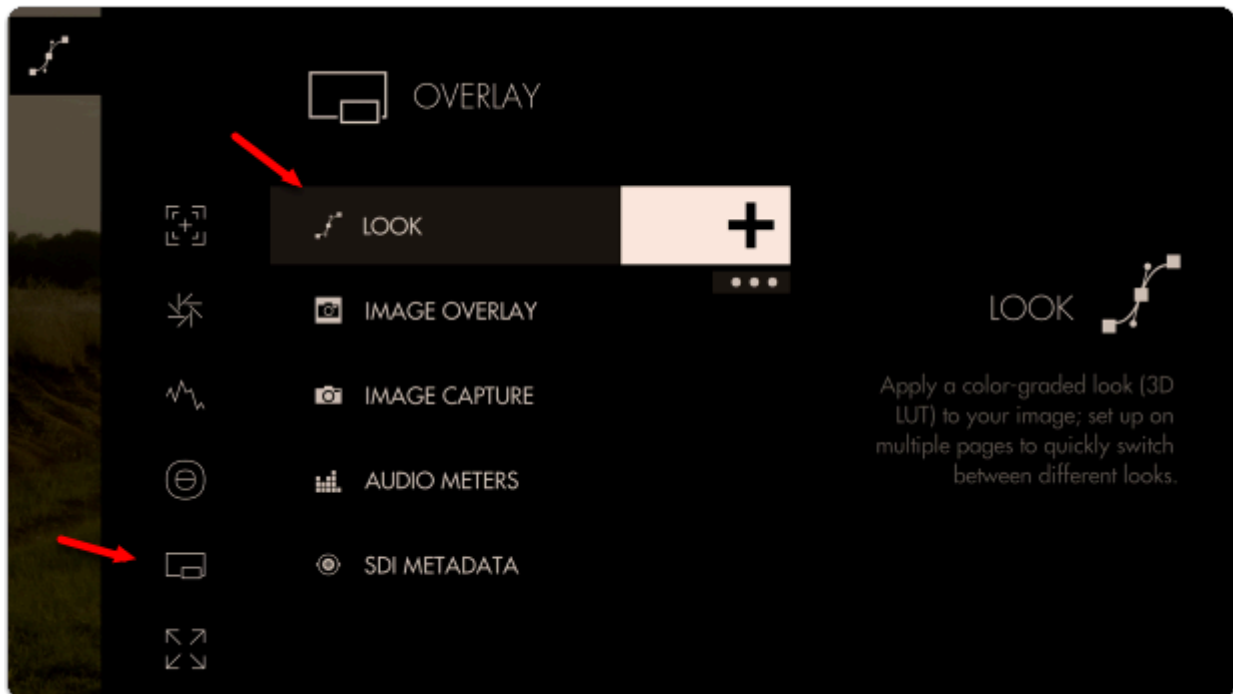 OVERLAY
LOOK
IMAGE OVERLAY
IMAGE CAPTURE
AUDIO METERS
SDI METADATA
LOOK
Apply a color-graded look (3D
LUT) to your image; set up on
multiple pages to quickly switch
between different looks.